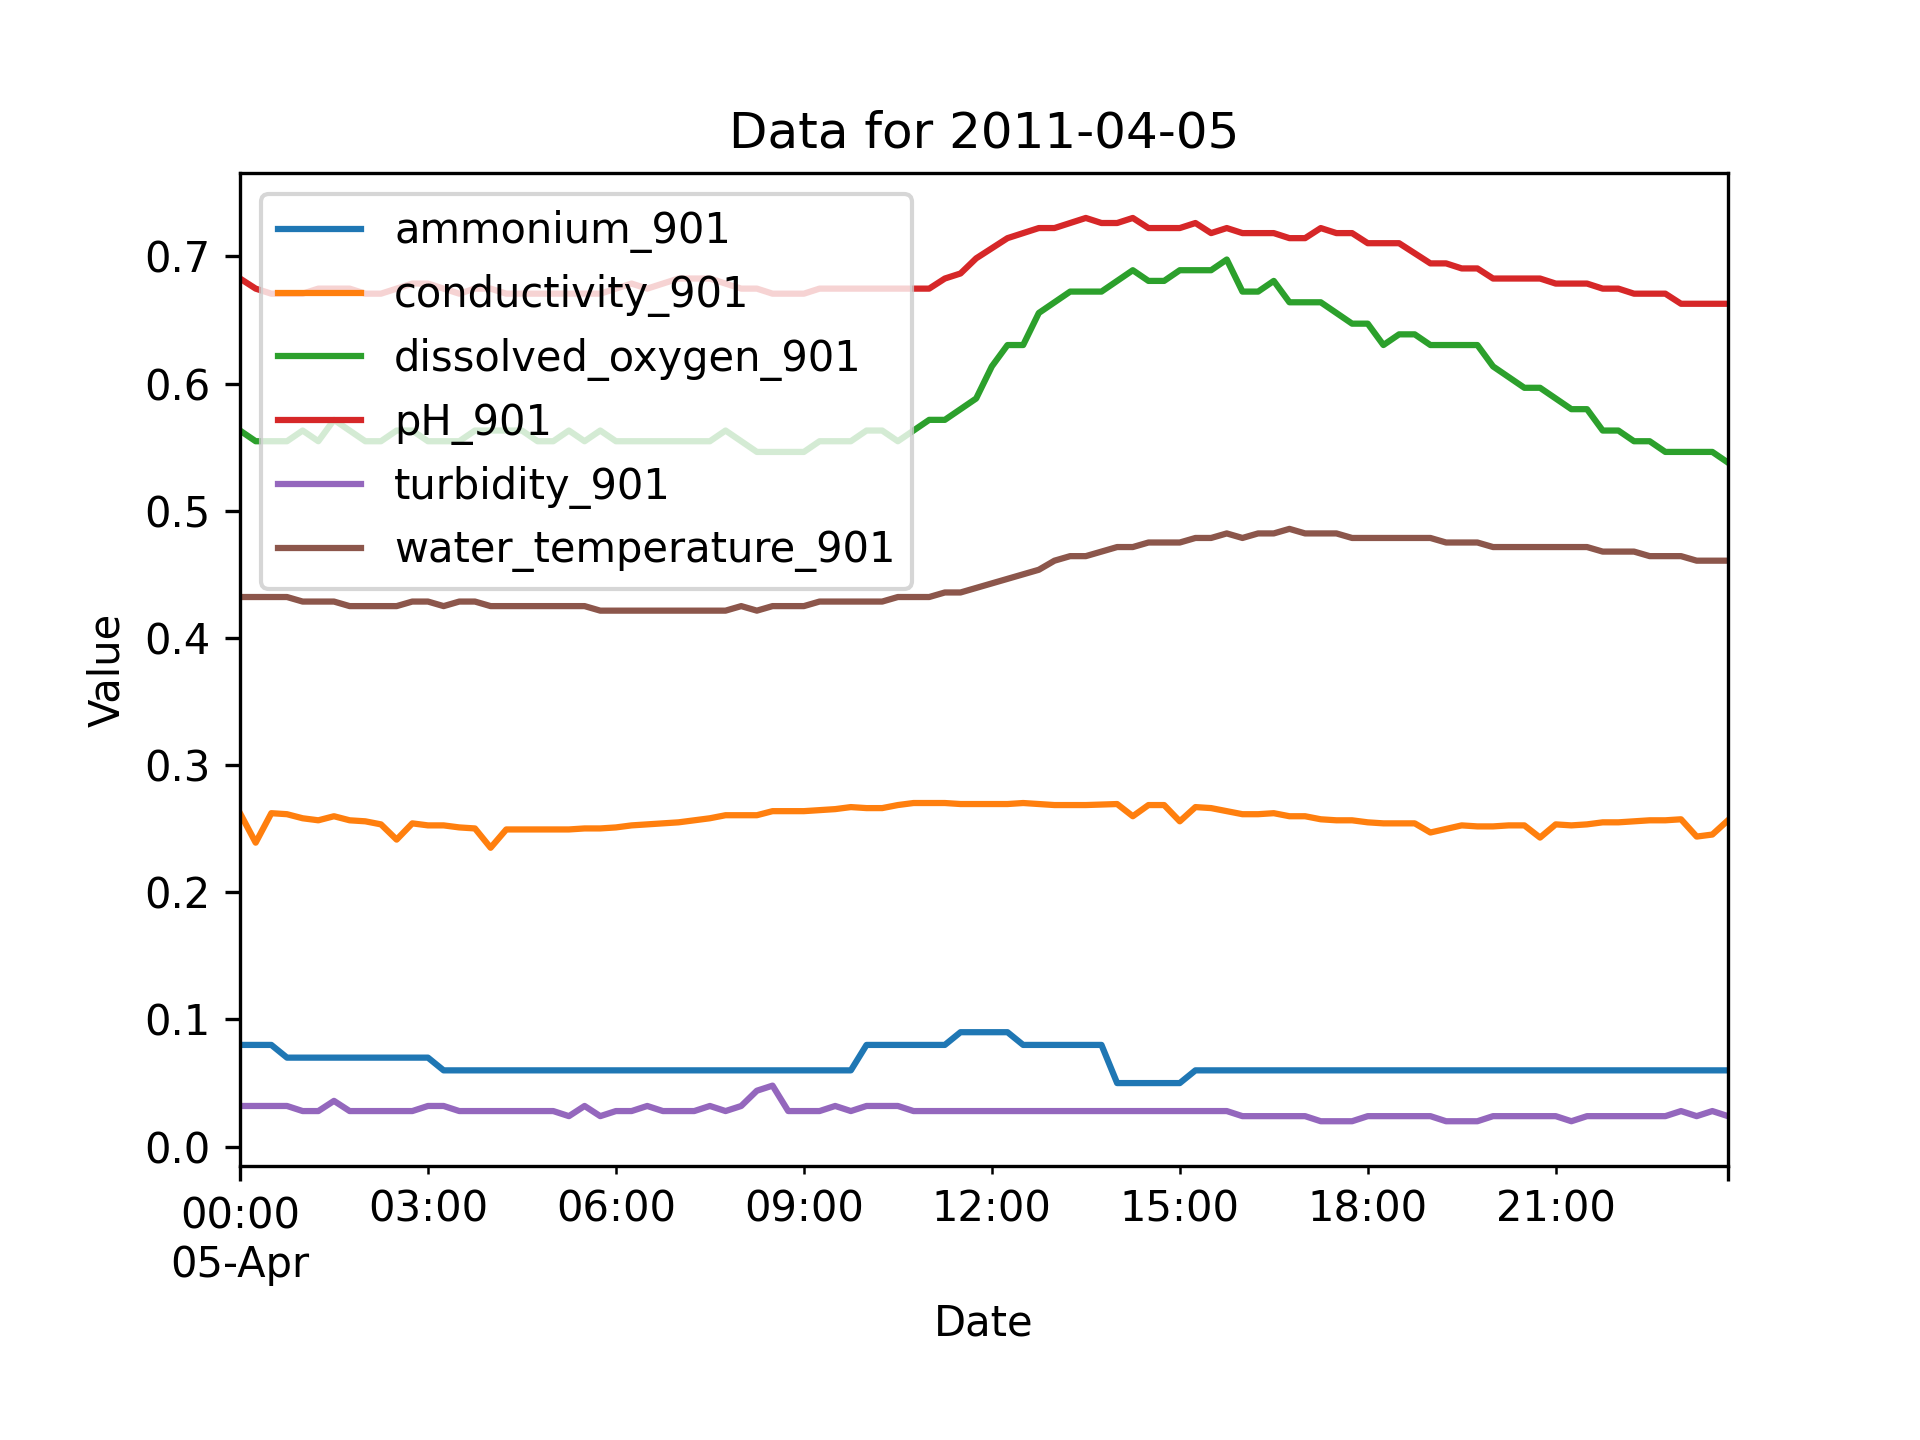 Data for 2011-04-05
ammonium_901
conductivity_901
dissolved_oxygen_901
pH_901
turbidity_901
water_temperature_901
0.7
0.6
0.5
0.4
0.3
0.2
0.1
0.0
Value
00:00 03:00 06:00 09:00 12:00 15:00 18:00 21:00
05-Apr
Date